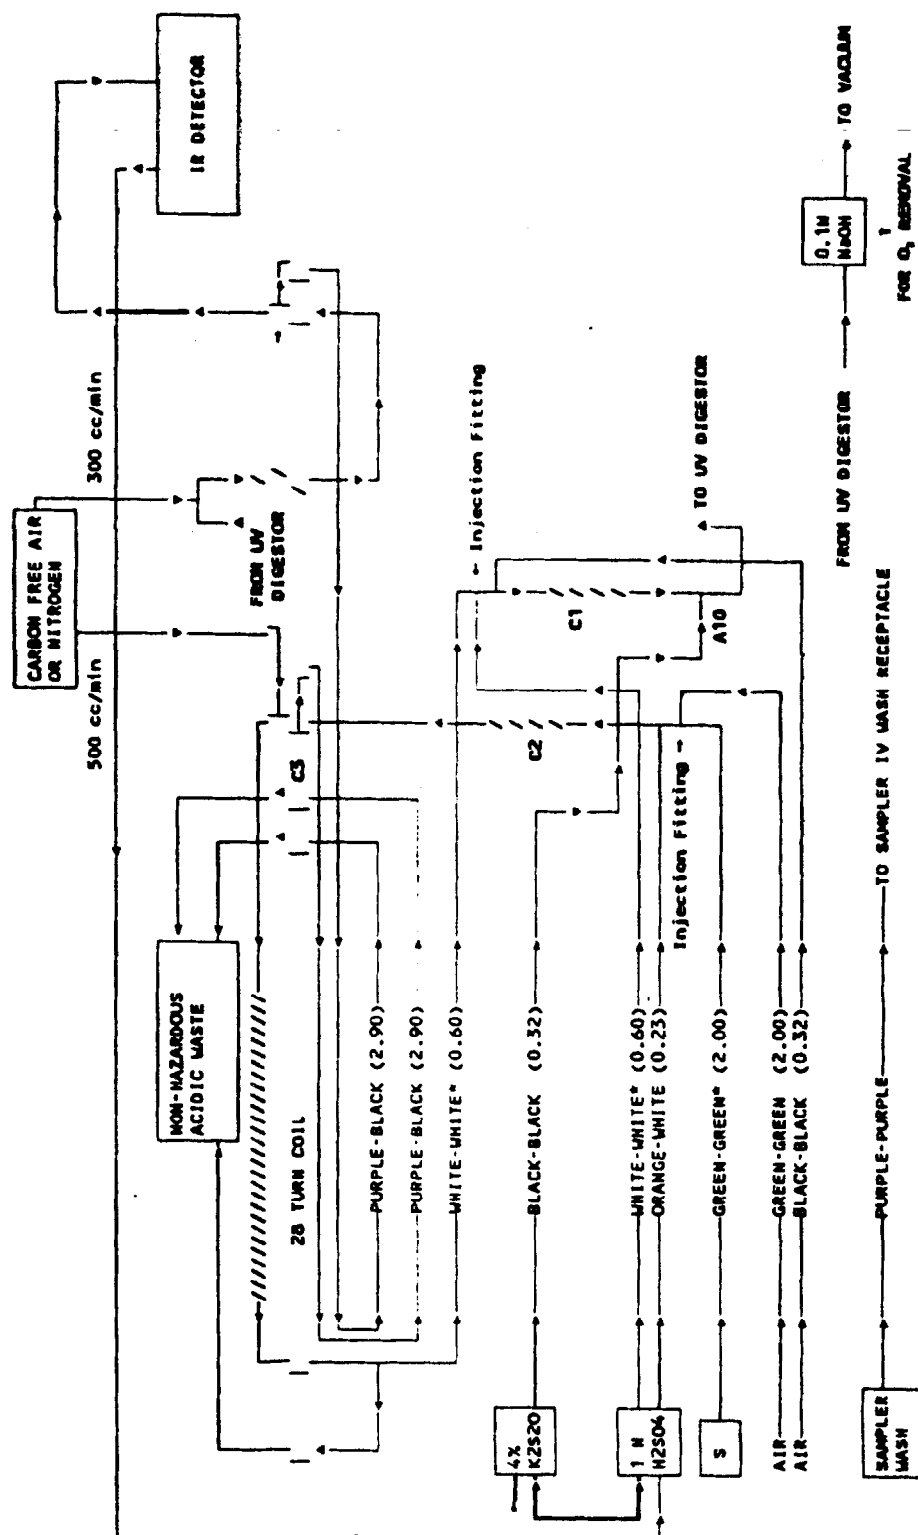 CARBON FREE AIR
OR NITROGEN
500 cc/min
300 cc/min
IR DETECTOR
NON-HAZARDOUS
ACIDIC WASTE
C3
FROM UV
DIGESTOR
28 TURN COIL
PURPLE-BLACK (2.90)
PURPLE-BLACK (2.90)
WHITE-WHITE* (0.60)
Injection Fitting
4%
K2S2O
BLACK-BLACK (0.32)
C1
TO UV DIGESTOR
C2
A10
1 N
H2SO4
WHITE-WHITE* (0.60)
ORANGE-WHITE (0.23)
Injection Fitting
S
GREEN-GREEN* (2.00)
AIR
GREEN-GREEN (2.00)
AIR
BLACK-BLACK (0.32)
FROM UV DIGESTOR
0.1N
NaOH
TO VACUUM
FOR O, REMOVAL
SAMPLER
WASH
PURPLE-PURPLE
TO SAMPLER IV WASH RECEPTACLE